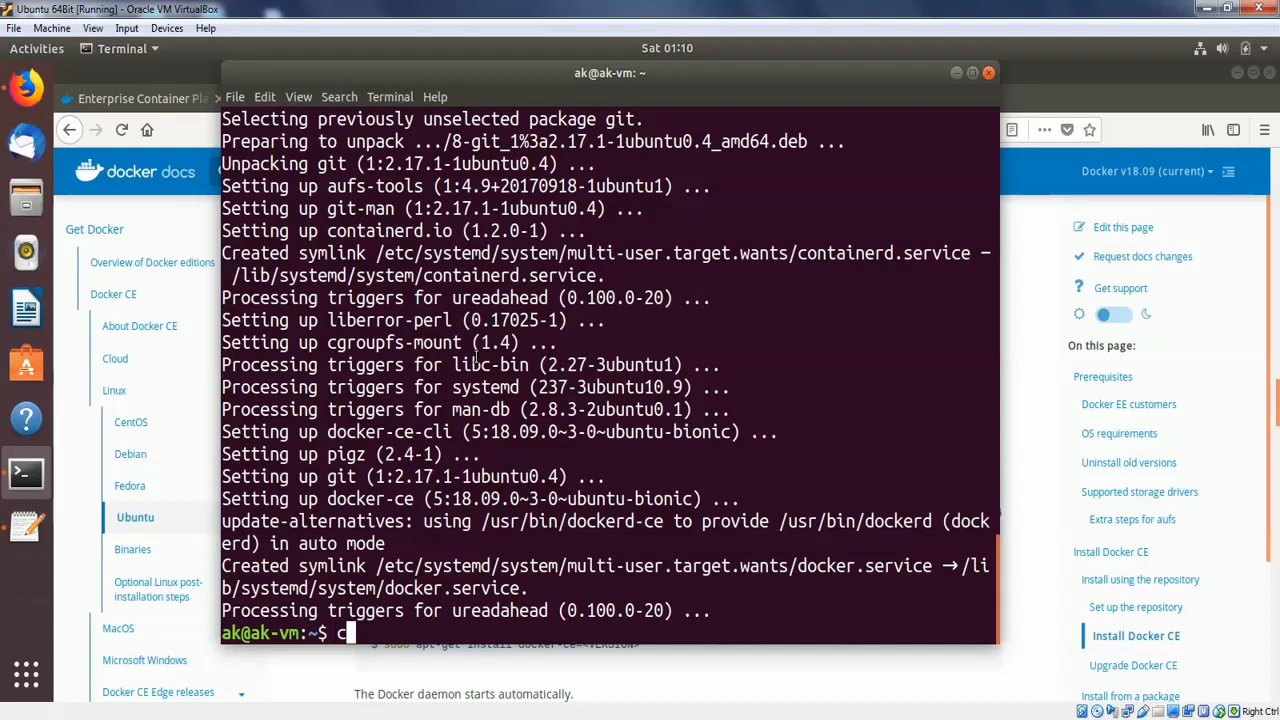 Ubuntu 64Bit [Running] - Oracle VM VirtualBox
File Machine View Input Devices Help
Activities Terminal Sat 01:10
ak@ak-vm: ~
Enterprise Container Pla
File Edit View Search Terminal Help
docker docs
Docker v18.09 (current)
Get Docker
Overview of Docker editions
Docker CE
About Docker CE
Cloud
Linux
CentOS
Debian
Fedora
Ubuntu
Binaries
Optional Linux post-
installation steps
MacOS
Microsoft Windows
Docker CE Edge releases
Selecting previously unselected package git.
Preparing to unpack .../8-git_1%3a2.17.1-1ubuntu0.4_amd64.deb ...
Unpacking git (1:2.17.1-1ubuntu0.4) ...
Setting up aufs-tools (1:4.9+20170918-1ubuntu1) ...
Setting up git-man (1:2.17.1-1ubuntu0.4) ...
Setting up containerd.io (1.2.0-1) ...
Created symlink /etc/systemd/system/multi-user.target.wants/containerd.service →
/lib/systemd/system/containerd.service.
Processing triggers for ureadahead (0.100.0-20) ...
Setting up liberror-perl (0.17025-1) ...
Setting up cgroupfs-mount (1.4) ...
Processing triggers for libc-bin (2.27-3ubuntu1) ...
Processing triggers for systemd (237-3ubuntu10.9) ...
Processing triggers for man-db (2.8.3-2ubuntu0.1) ...
Setting up docker-ce-cli (5:18.09.0~3-0~ubuntu-bionic) ...
Setting up pigz (2.4-1) ...
Setting up git (1:2.17.1-1ubuntu0.4) ...
Setting up docker-ce (5:18.09.0~3-0~ubuntu-bionic) ...
update-alternatives: using /usr/bin/dockerd-ce to provide /usr/bin/dockerd (dock
erd) in auto mode
Created symlink /etc/systemd/system/multi-user.target.wants/docker.service → /li
b/systemd/system/docker.service.
Processing triggers for ureadahead (0.100.0-20) ...
ak@ak-vm:~$ c
$ sudo apt-get install docker-ce=<VERSION>
The Docker daemon starts automatically.
Edit this page
Request docs changes
Get support
On this page:
Prerequisites
Docker EE customers
OS requirements
Uninstall old versions
Supported storage drivers
Extra steps for aufs
Install Docker CE
Install using the repository
Set up the repository
Install Docker CE
Upgrade Docker CE
Install from a package
Right Ctrl